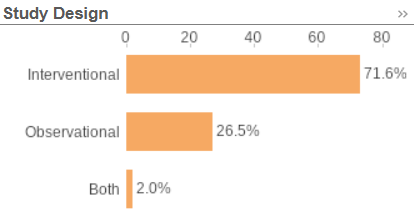 Study Design »
0 20 40 60 80
Interventional 71.6%
Observational 26.5%
Both 2.0%